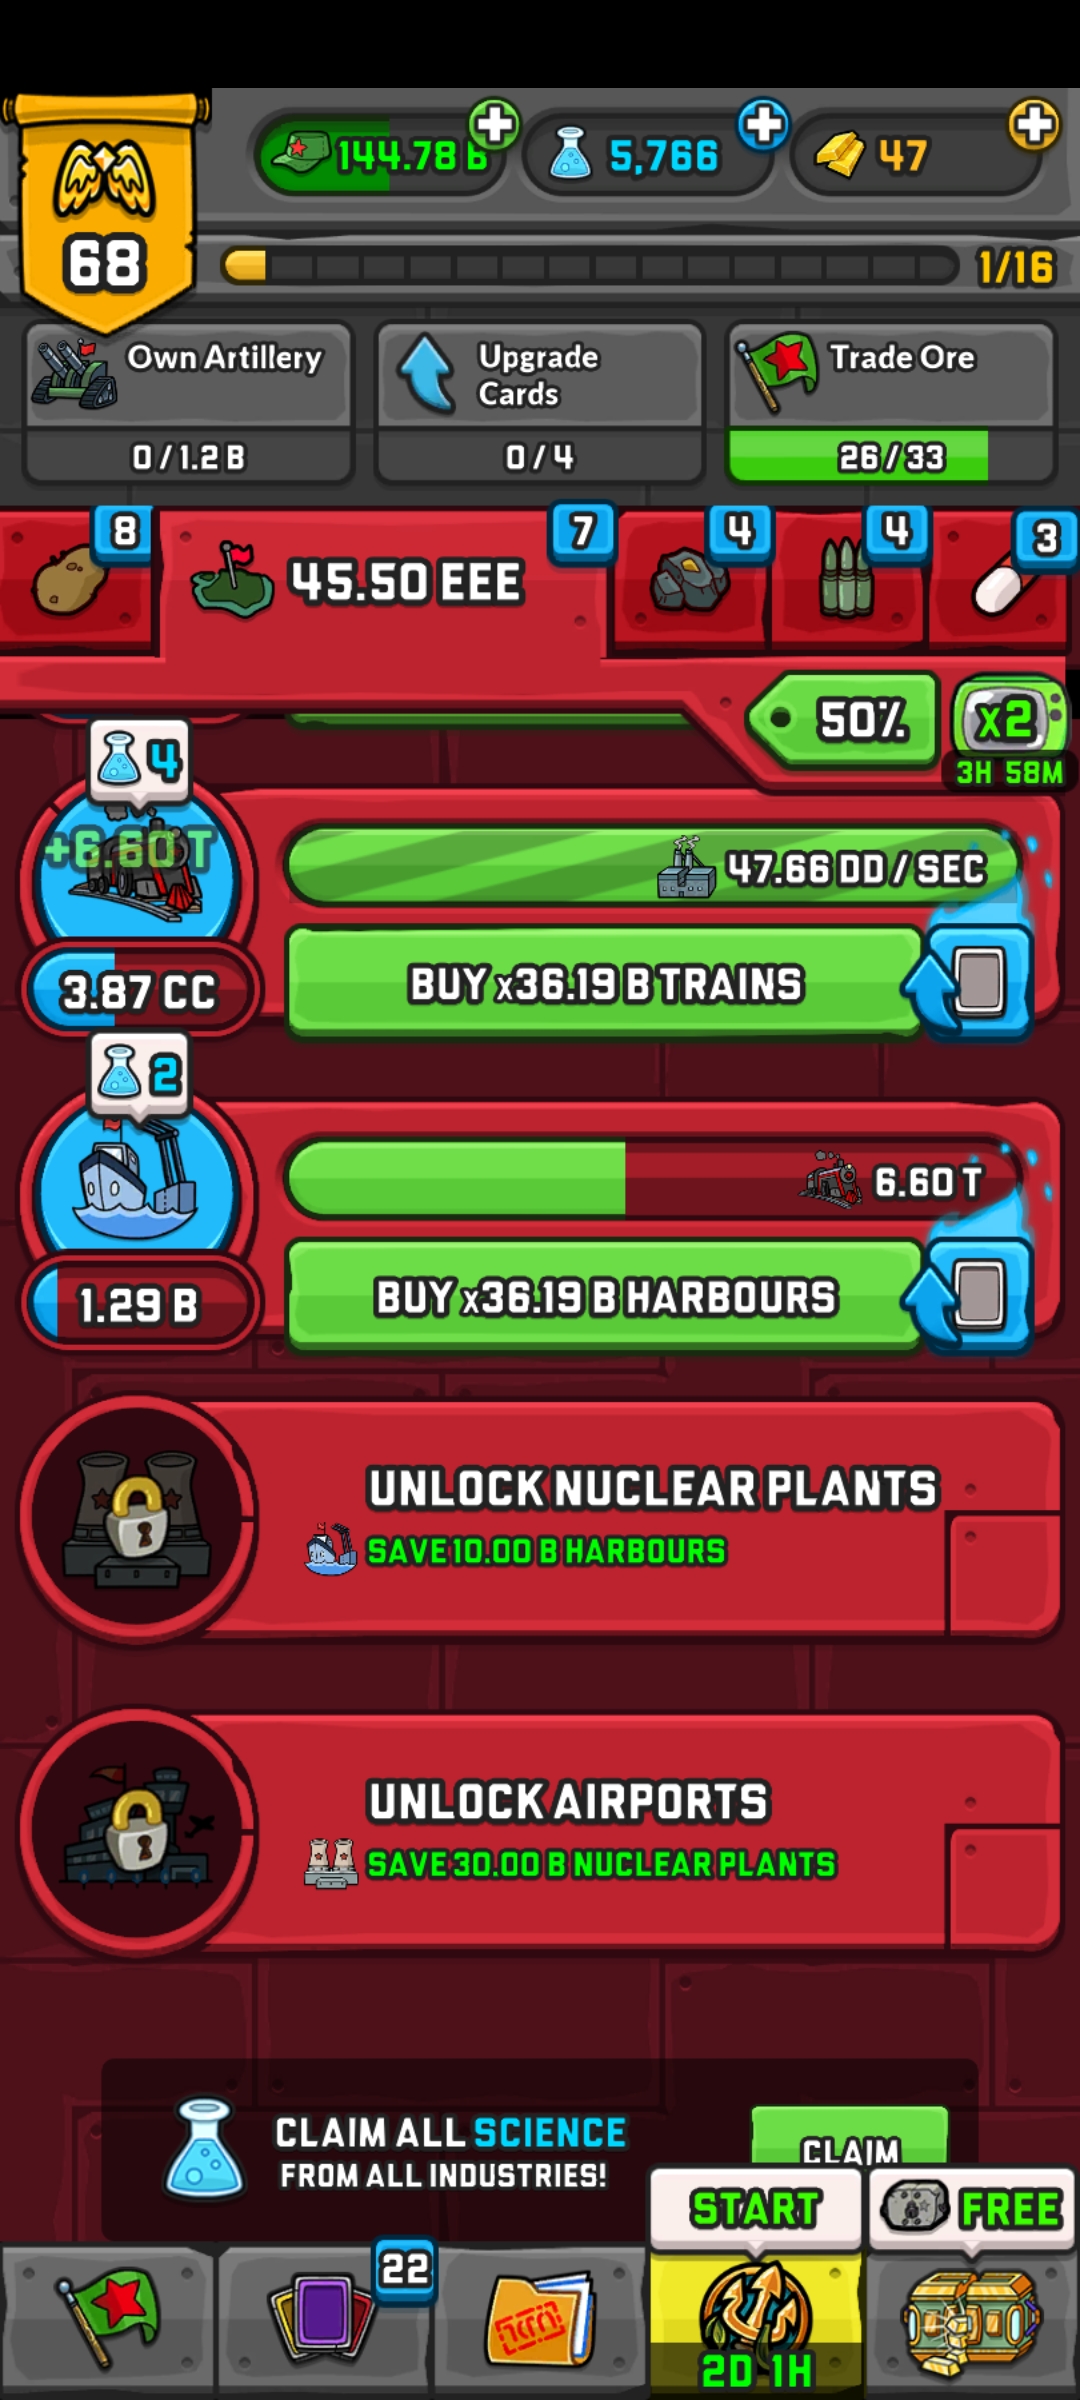 144.78 B
5,766
47
68
1/16
Own Artillery
0 / 1.2 B
Upgrade
Cards
0 / 4
Trade Ore
26 / 33
8
45.50 EEE
7
4
4
3
50%
x2
3H 58M
4
+6.60 T
47.66 DD / SEC
3.87 CC
BUY x36.19 B TRAINS
2
6.60 T
1.29 B
BUY x36.19 B HARBOURS
UNLOCK NUCLEAR PLANTS
SAVE 10.00 B HARBOURS
UNLOCK AIRPORTS
SAVE 30.00 B NUCLEAR PLANTS
CLAIM ALL SCIENCE
FROM ALL INDUSTRIES!
CLAIM
START
FREE
22
2D 1H